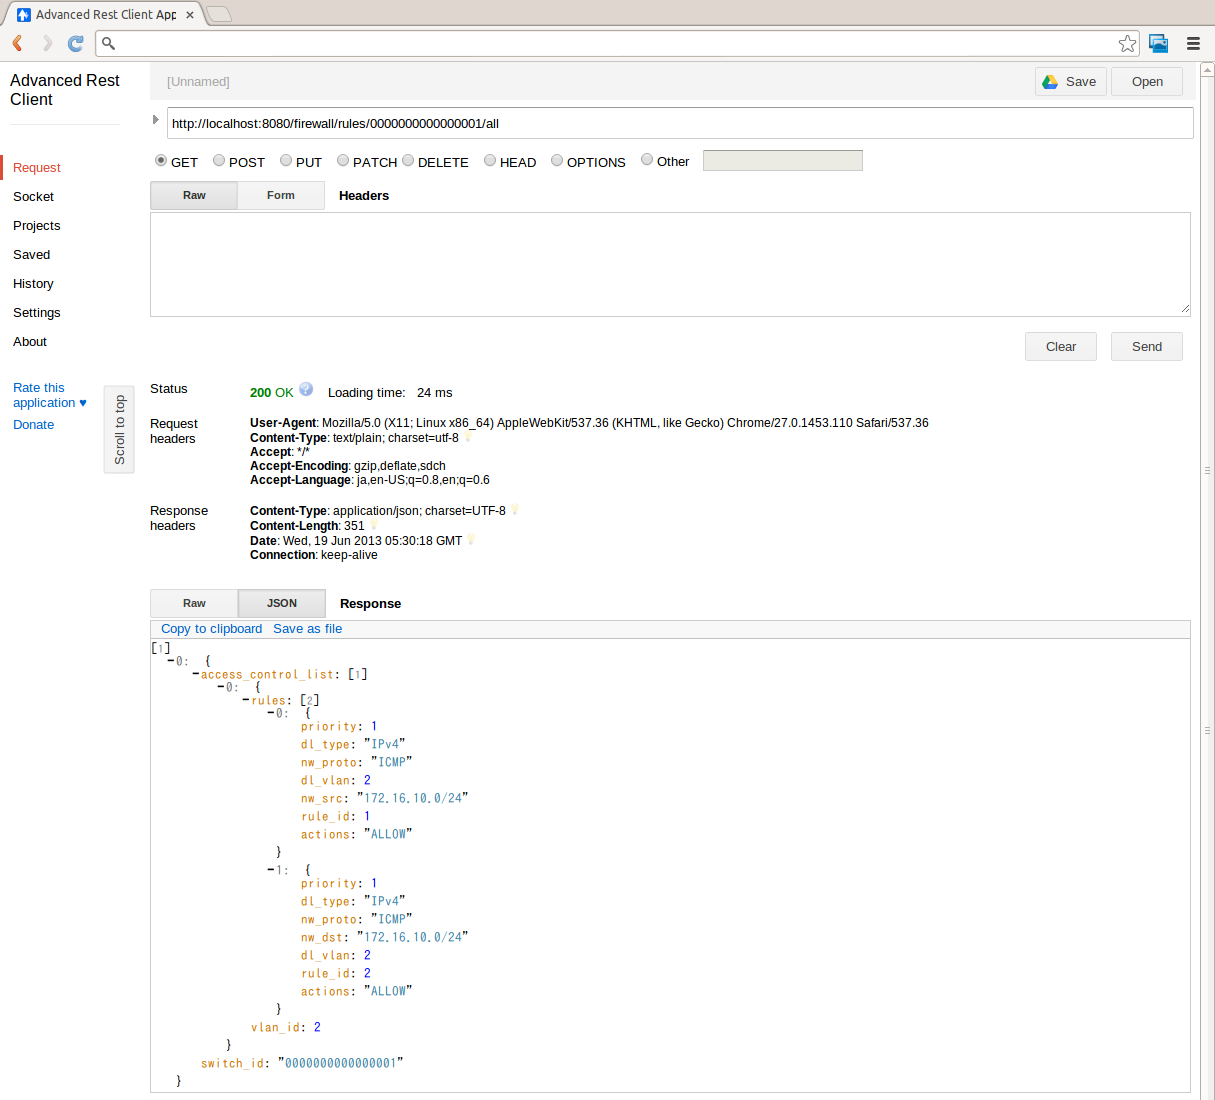 Advanced Rest Client App
Advanced Rest Client
[Unnamed]
Save
Open
http://localhost:8080/firewall/rules/0000000000000001/all
GET POST PUT PATCH DELETE HEAD OPTIONS Other
Raw Form Headers
Request
Socket
Projects
Saved
History
Settings
About
Rate this
application ♥
Donate
Scroll to top
Clear Send
Status 200 OK ? Loading time: 24 ms
Request headers
User-Agent: Mozilla/5.0 (X11; Linux x86_64) AppleWebKit/537.36 (KHTML, like Gecko) Chrome/27.0.1453.110 Safari/537.36
Content-Type: text/plain; charset=utf-8
Accept: */*
Accept-Encoding: gzip,deflate,sdch
Accept-Language: ja,en-US;q=0.8,en;q=0.6
Response headers
Content-Type: application/json; charset=UTF-8
Content-Length: 351
Date: Wed, 19 Jun 2013 05:30:18 GMT
Connection: keep-alive
Raw JSON Response
Copy to clipboard Save as file
[1]
-0: {
-access_control_list: [1]
-0: {
-rules: [2]
-0: {
priority: 1
dl_type: "IPv4"
nw_proto: "ICMP"
dl_vlan: 2
nw_src: "172.16.10.0/24"
rule_id: 1
actions: "ALLOW"
}
-1: {
priority: 1
dl_type: "IPv4"
nw_proto: "ICMP"
nw_dst: "172.16.10.0/24"
dl_vlan: 2
rule_id: 2
actions: "ALLOW"
}
vlan_id: 2
}
switch_id: "0000000000000001"
}